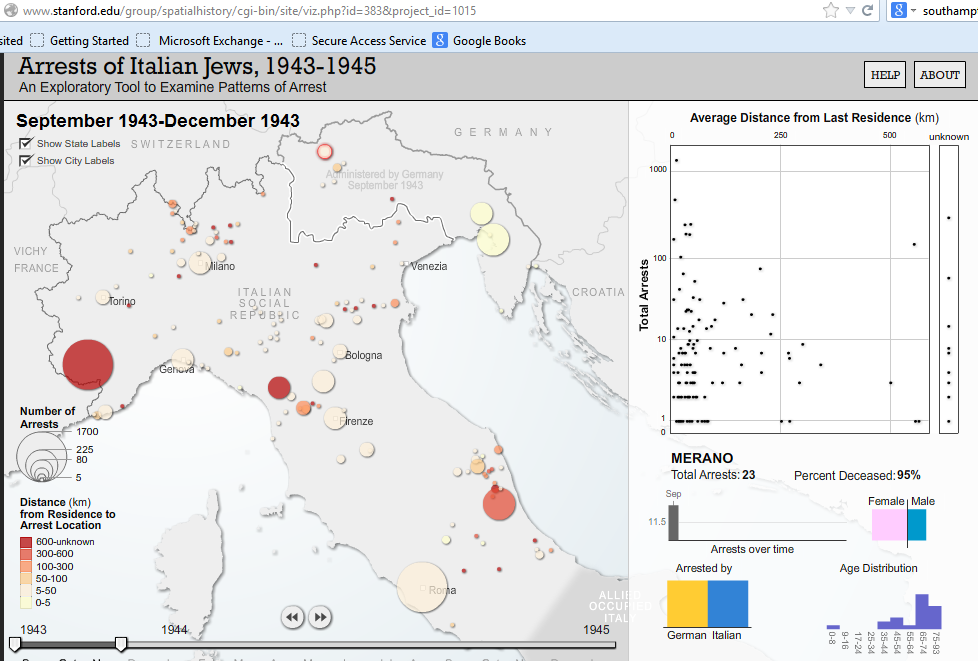 www.stanford.edu/group/spatialhistory/cgi-bin/site/viz.php?id=383&project_id=1015
southamp
sited Getting Started Microsoft Exchange - ... Secure Access Service Google Books
Arrests of Italian Jews, 1943-1945
An Exploratory Tool to Examine Patterns of Arrest
HELP ABOUT
September 1943-December 1943
Show State Labels
Show City Labels
SWITZERLAND
GERMANY
Administered by Germany
September 1943
VICHY
FRANCE
Milano
Venezia
Torino
ITALIAN
SOCIAL
REPUBLIC
CROATIA
Genova
Bologna
Firenze
Roma
ALLIED
OCCUPIED
ITALY
Number of
Arrests
1700
225
80
5
Distance (km)
from Residence to
Arrest Location
600-unknown
300-600
100-300
50-100
5-50
0-5
1943 1944 1945
Average Distance from Last Residence (km)
0 250 500 unknown
Total Arrests
1000
100
10
1
0
MERANO
Total Arrests: 23 Percent Deceased: 95%
Sep
11.5
Arrests over time
Female Male
Arrested by
German Italian
Age Distribution
0-8
9-16
17-24
25-34
35-44
45-54
55-64
65-74
75-93